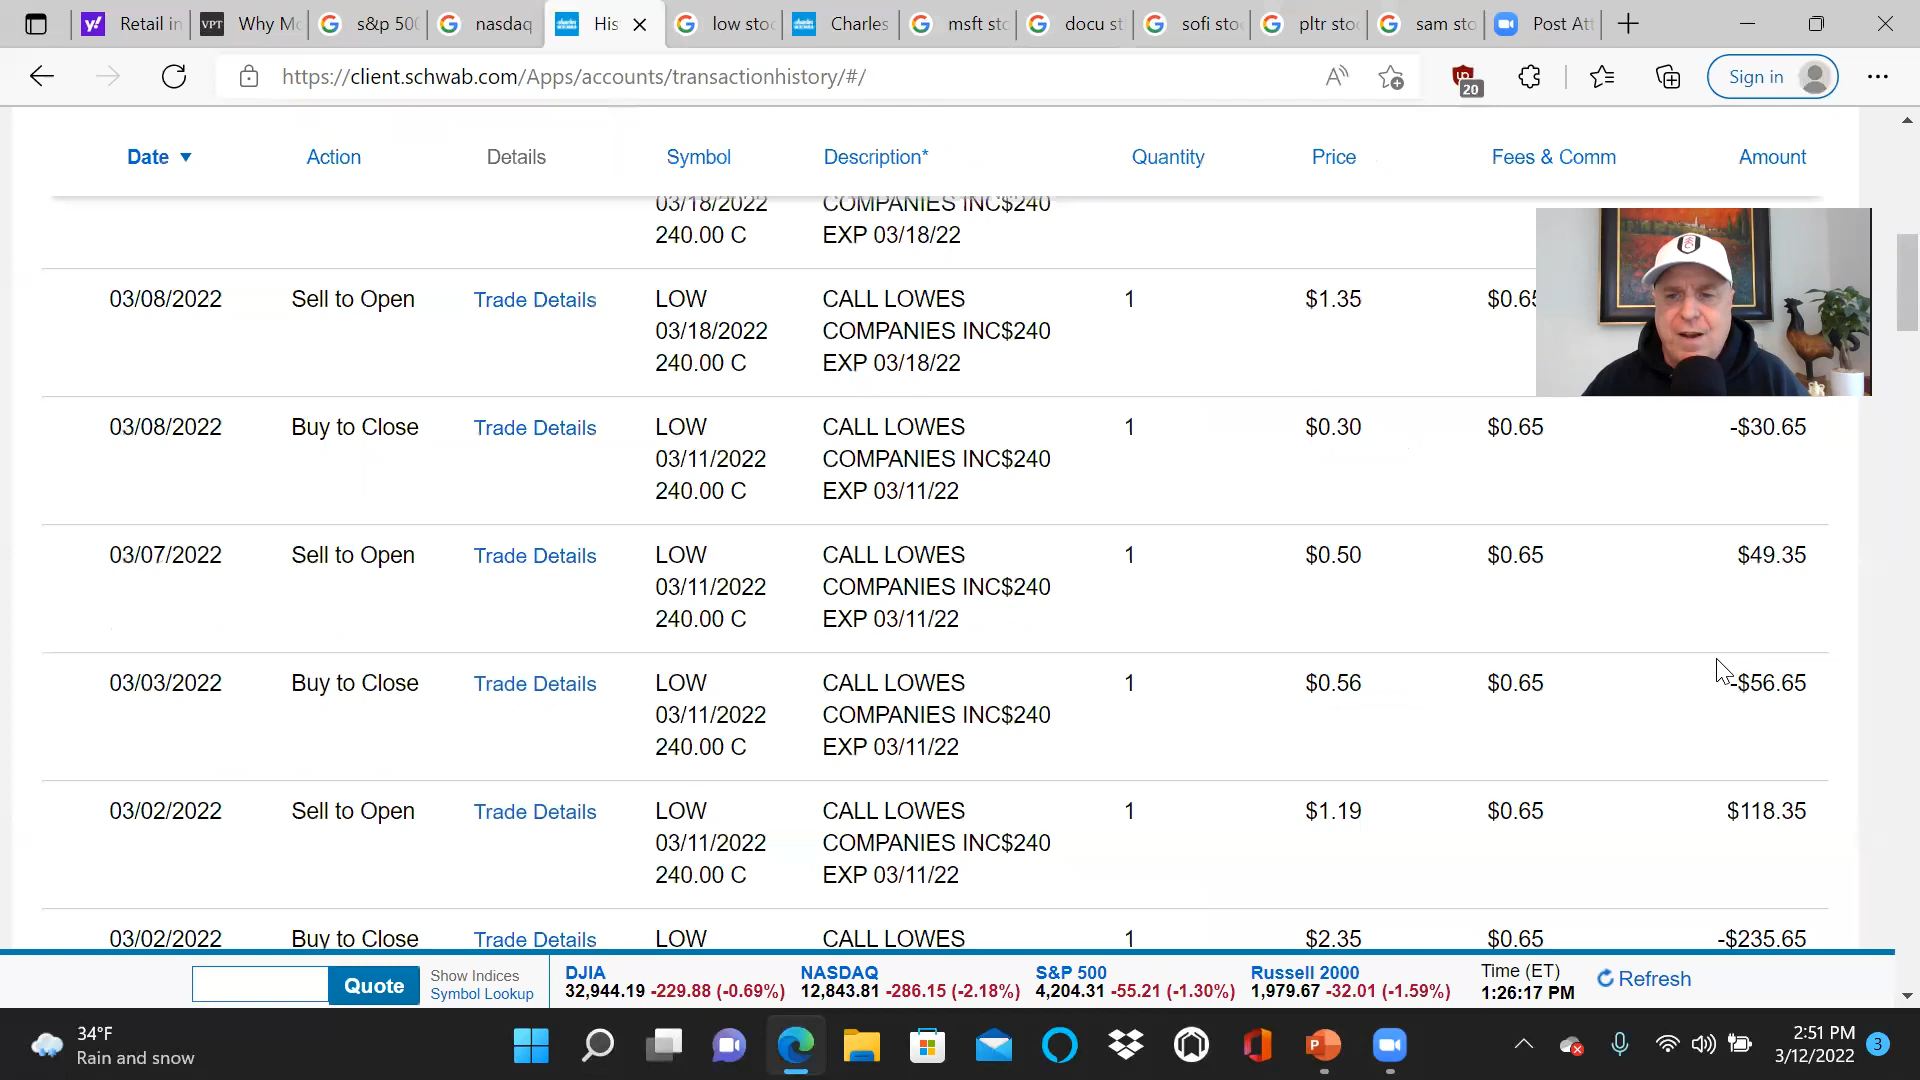 Retail in
VPT
Why Mo
s&p 500
nasdaq
His
low stoc
Charles
msft sto
docu st
sofi sto
pltr stoc
sam sto
Post Att
https://client.schwab.com/Apps/accounts/transactionhistory/#/
20
Sign in
Date ▼ Action Details Symbol Description* Quantity Price Fees & Comm Amount
03/18/2022 COMPANIES INC$240
240.00 C EXP 03/18/22
03/08/2022 Sell to Open Trade Details LOW CALL LOWES 1 $1.35 $0.65
03/18/2022 COMPANIES INC$240
240.00 C EXP 03/18/22
03/08/2022 Buy to Close Trade Details LOW CALL LOWES 1 $0.30 $0.65 -$30.65
03/11/2022 COMPANIES INC$240
240.00 C EXP 03/11/22
03/07/2022 Sell to Open Trade Details LOW CALL LOWES 1 $0.50 $0.65 $49.35
03/11/2022 COMPANIES INC$240
240.00 C EXP 03/11/22
03/03/2022 Buy to Close Trade Details LOW CALL LOWES 1 $0.56 $0.65 -$56.65
03/11/2022 COMPANIES INC$240
240.00 C EXP 03/11/22
03/02/2022 Sell to Open Trade Details LOW CALL LOWES 1 $1.19 $0.65 $118.35
03/11/2022 COMPANIES INC$240
240.00 C EXP 03/11/22
03/02/2022 Buy to Close Trade Details LOW CALL LOWES 1 $2.35 $0.65 -$235.65
Quote
Show Indices
Symbol Lookup
DJIA
32,944.19 -229.88 (-0.69%)
NASDAQ
12,843.81 -286.15 (-2.18%)
S&P 500
4,204.31 -55.21 (-1.30%)
Russell 2000
1,979.67 -32.01 (-1.59%)
Time (ET)
1:26:17 PM
Refresh
34°F
Rain and snow
2:51 PM
3/12/2022
3